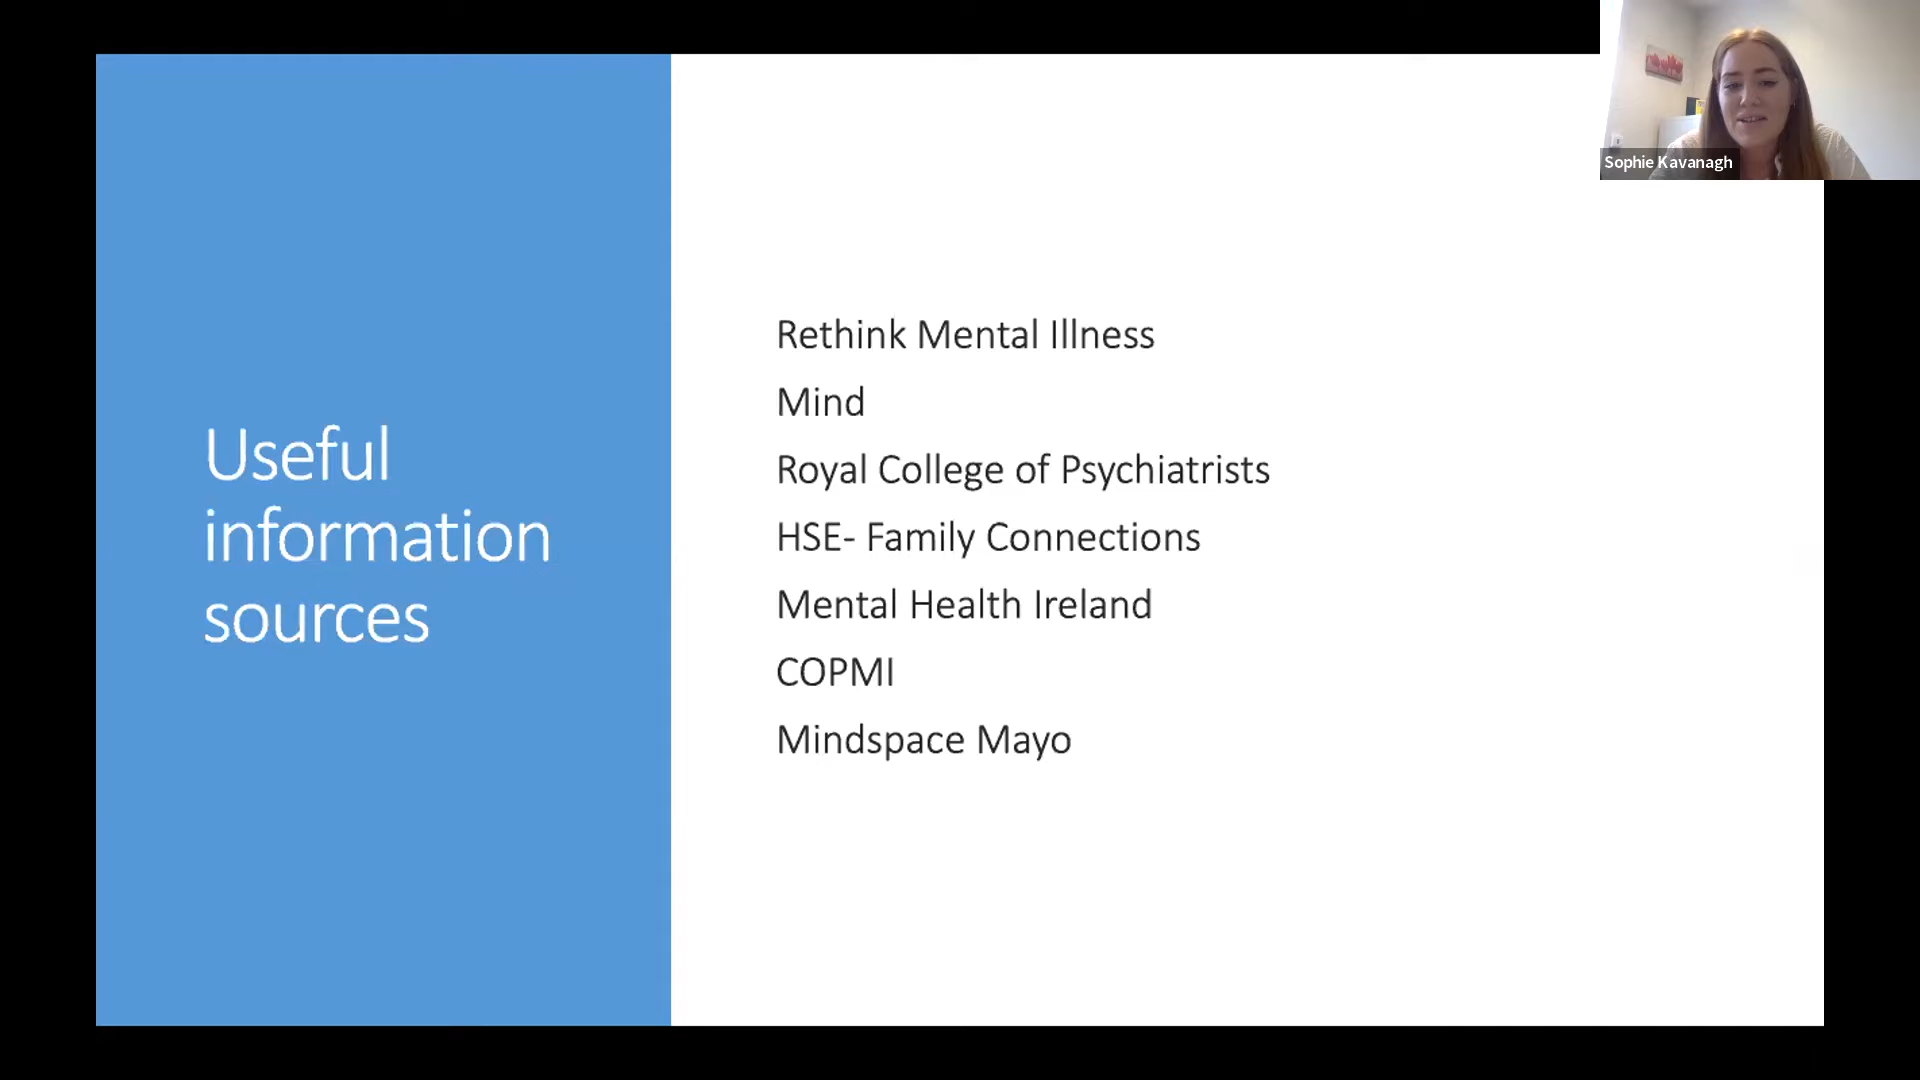 Sophie Kavanagh
Useful
information
sources
Rethink Mental Illness
Mind
Royal College of Psychiatrists
HSE- Family Connections
Mental Health Ireland
COPMI
Mindspace Mayo